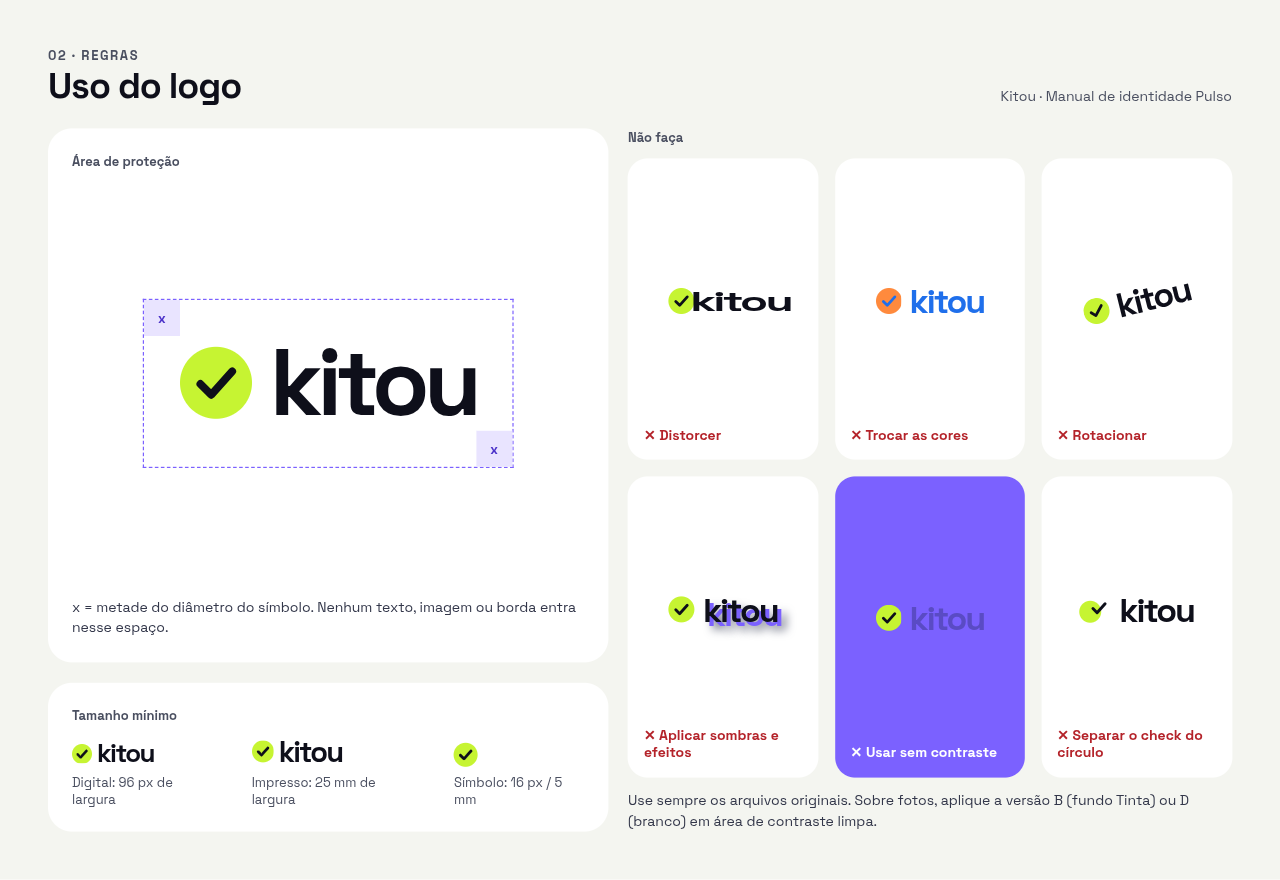 02 · REGRAS
Uso do logo
Kitou · Manual de identidade Pulso
Área de proteção
x
kitou
x
x = metade do diâmetro do símbolo. Nenhum texto, imagem ou borda entra
nesse espaço.
Tamanho mínimo
kitou
Digital: 96 px de
largura
kitou
Impresso: 25 mm de
largura
Símbolo: 16 px / 5
mm
Não faça
kitou
✕ Distorcer
kitou
✕ Trocar as cores
kitou
✕ Rotacionar
kitou
✕ Aplicar sombras e
efeitos
kitou
✕ Usar sem contraste
kitou
✕ Separar o check do
círculo
Use sempre os arquivos originais. Sobre fotos, aplique a versão B (fundo Tinta) ou D
(branco) em área de contraste limpa.